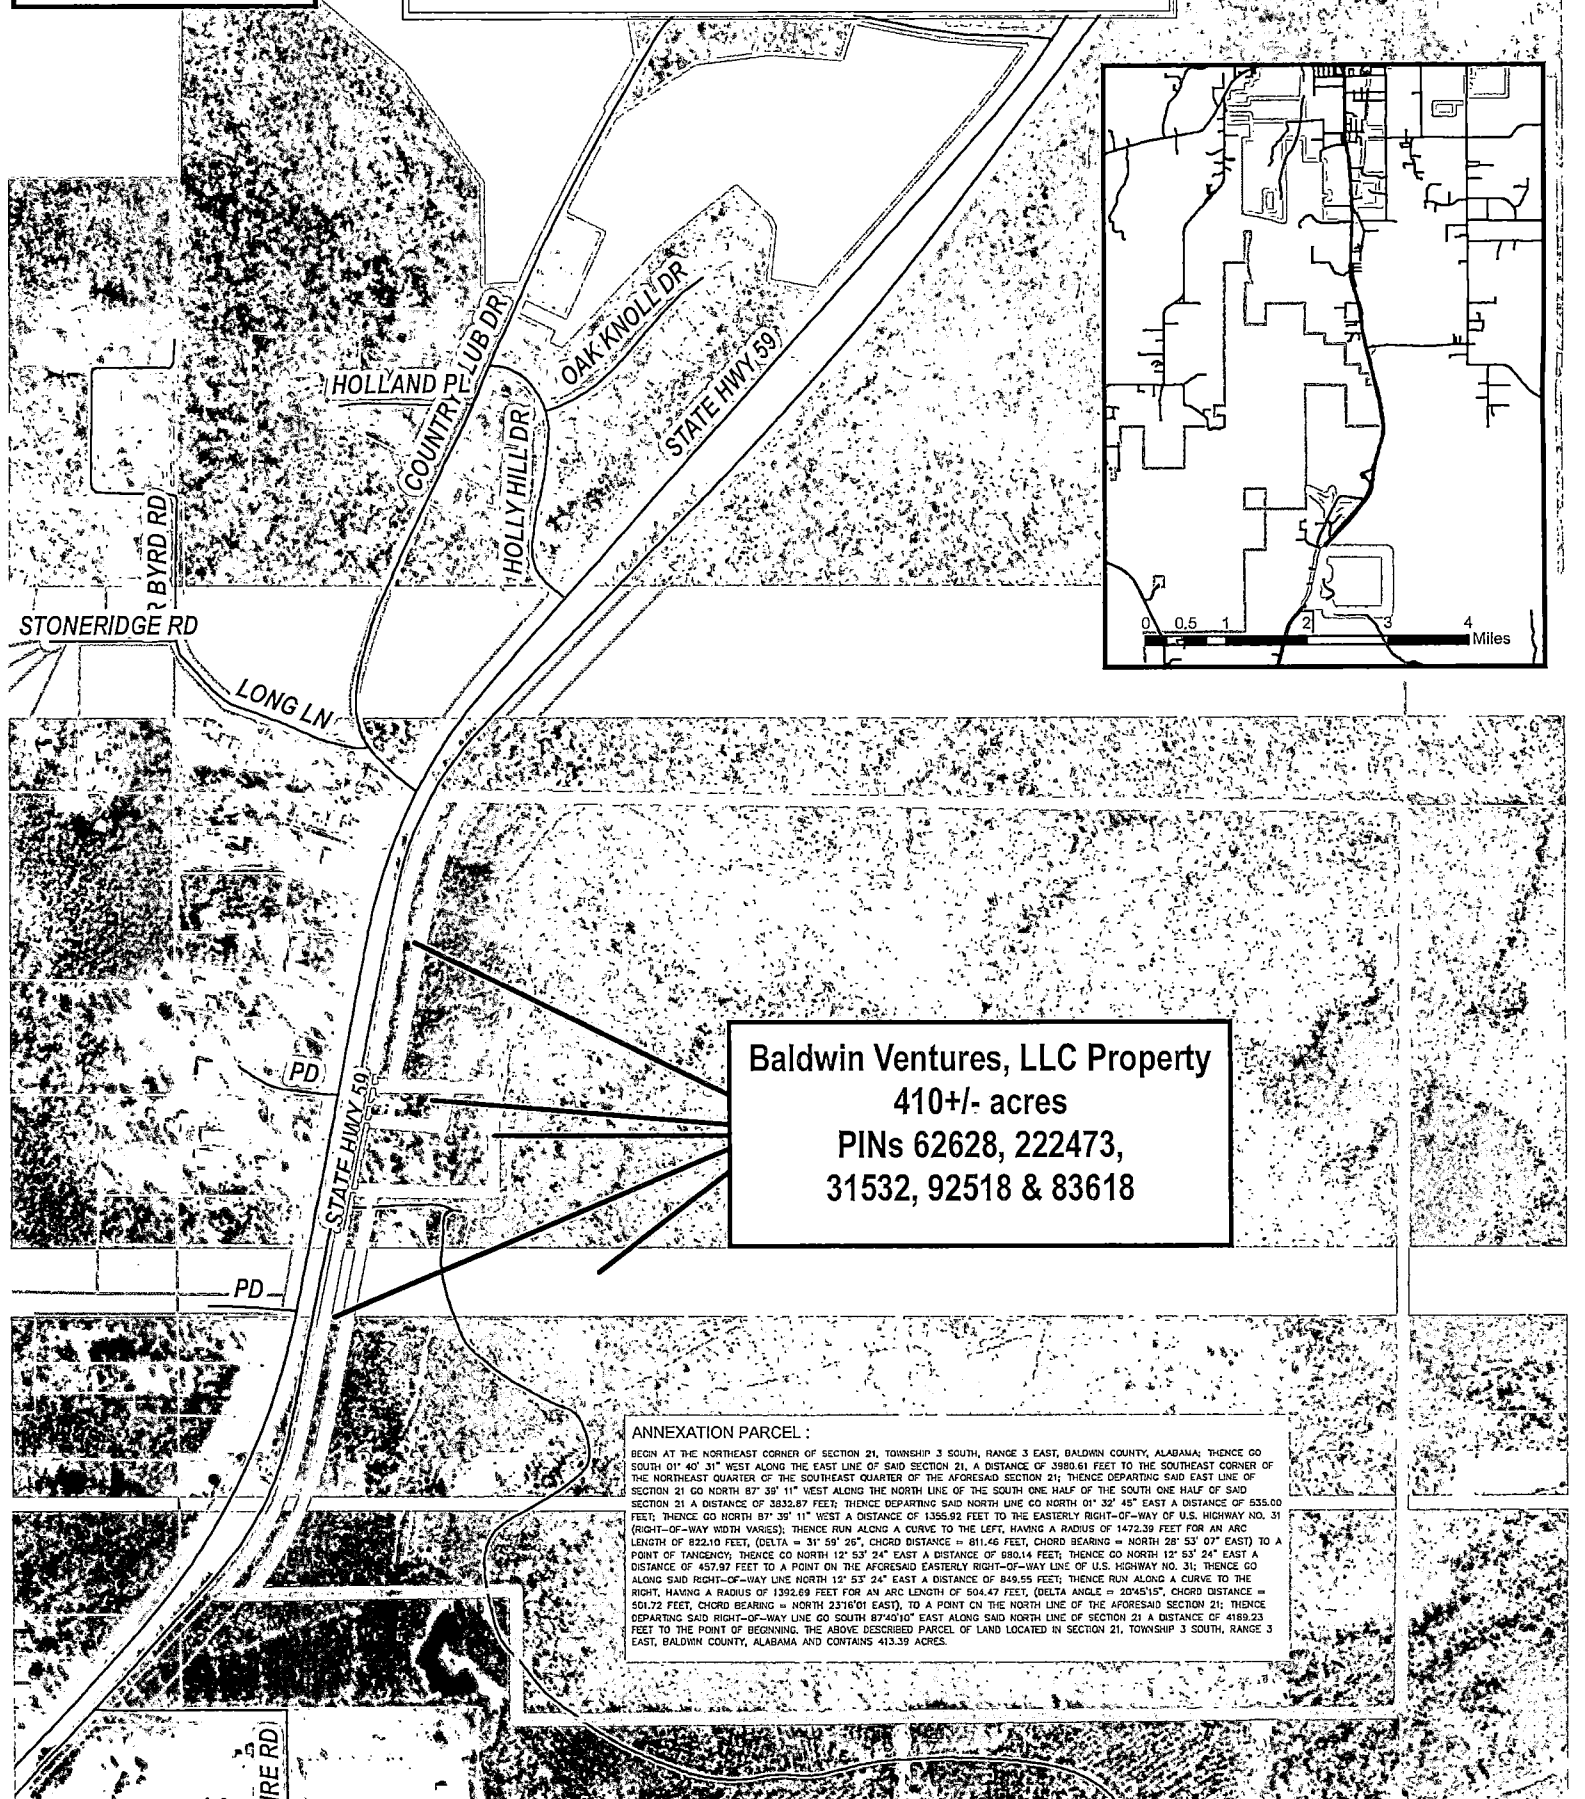 0 0.5 1 2 3 4
Miles
OAK KNOLL DR
COUNTRY CLUB DR
HOLLAND PL
STATE HWY 59
HOLLY HILL DR
BYRD RD
STONERIDGE RD
LONG LN
PD
STATE HWY 59
Baldwin Ventures, LLC Property
410+/- acres
PINs 62628, 222473,
31532, 92518 & 83618
PD
ANNEXATION PARCEL :
BEGIN AT THE NORTHEAST CORNER OF SECTION 21, TOWNSHIP 3 SOUTH, RANGE 3 EAST, BALDWIN COUNTY, ALABAMA; THENCE GO
SOUTH 01° 40' 31" WEST ALONG THE EAST LINE OF SAID SECTION 21, A DISTANCE OF 3980.61 FEET TO THE SOUTHEAST CORNER OF
THE NORTHEAST QUARTER OF THE SOUTHEAST QUARTER OF THE AFORESAID SECTION 21; THENCE DEPARTING SAID EAST LINE OF
SECTION 21 GO NORTH 87° 39' 11" WEST ALONG THE NORTH LINE OF THE SOUTH ONE HALF OF THE SOUTH ONE HALF OF SAID
SECTION 21 A DISTANCE OF 3832.87 FEET; THENCE DEPARTING SAID NORTH LINE GO NORTH 01° 32' 45" EAST A DISTANCE OF 535.00
FEET; THENCE GO NORTH 87° 39' 11" WEST A DISTANCE OF 1355.92 FEET TO THE EASTERLY RIGHT-OF-WAY OF U.S. HIGHWAY NO. 31
(RIGHT-OF-WAY WIDTH VARIES); THENCE RUN ALONG A CURVE TO THE LEFT, HAVING A RADIUS OF 1472.39 FEET FOR AN ARC
LENGTH OF 822.10 FEET, (DELTA = 31° 59' 26", CHORD DISTANCE = 811.46 FEET, CHORD BEARING = NORTH 28° 53' 07" EAST) TO A
POINT OF TANGENCY; THENCE GO NORTH 12° 53' 24" EAST A DISTANCE OF 980.14 FEET; THENCE GO NORTH 12° 53' 24" EAST A
DISTANCE OF 457.97 FEET TO A POINT ON THE AFORESAID EASTERLY RIGHT-OF-WAY LINE OF U.S. HIGHWAY NO. 31; THENCE GO
ALONG SAID RIGHT-OF-WAY LINE NORTH 12° 53' 24" EAST A DISTANCE OF 849.55 FEET; THENCE RUN ALONG A CURVE TO THE
RIGHT, HAVING A RADIUS OF 1392.69 FEET FOR AN ARC LENGTH OF 504.47 FEET, (DELTA ANGLE = 20°45'15", CHORD DISTANCE =
501.72 FEET, CHORD BEARING = NORTH 23°16'01 EAST), TO A POINT ON THE NORTH LINE OF THE AFORESAID SECTION 21; THENCE
DEPARTING SAID RIGHT-OF-WAY LINE GO SOUTH 87°40'10" EAST ALONG SAID NORTH LINE OF SECTION 21 A DISTANCE OF 4189.23
FEET TO THE POINT OF BEGINNING. THE ABOVE DESCRIBED PARCEL OF LAND LOCATED IN SECTION 21, TOWNSHIP 3 SOUTH, RANGE 3
EAST, BALDWIN COUNTY, ALABAMA AND CONTAINS 413.39 ACRES.